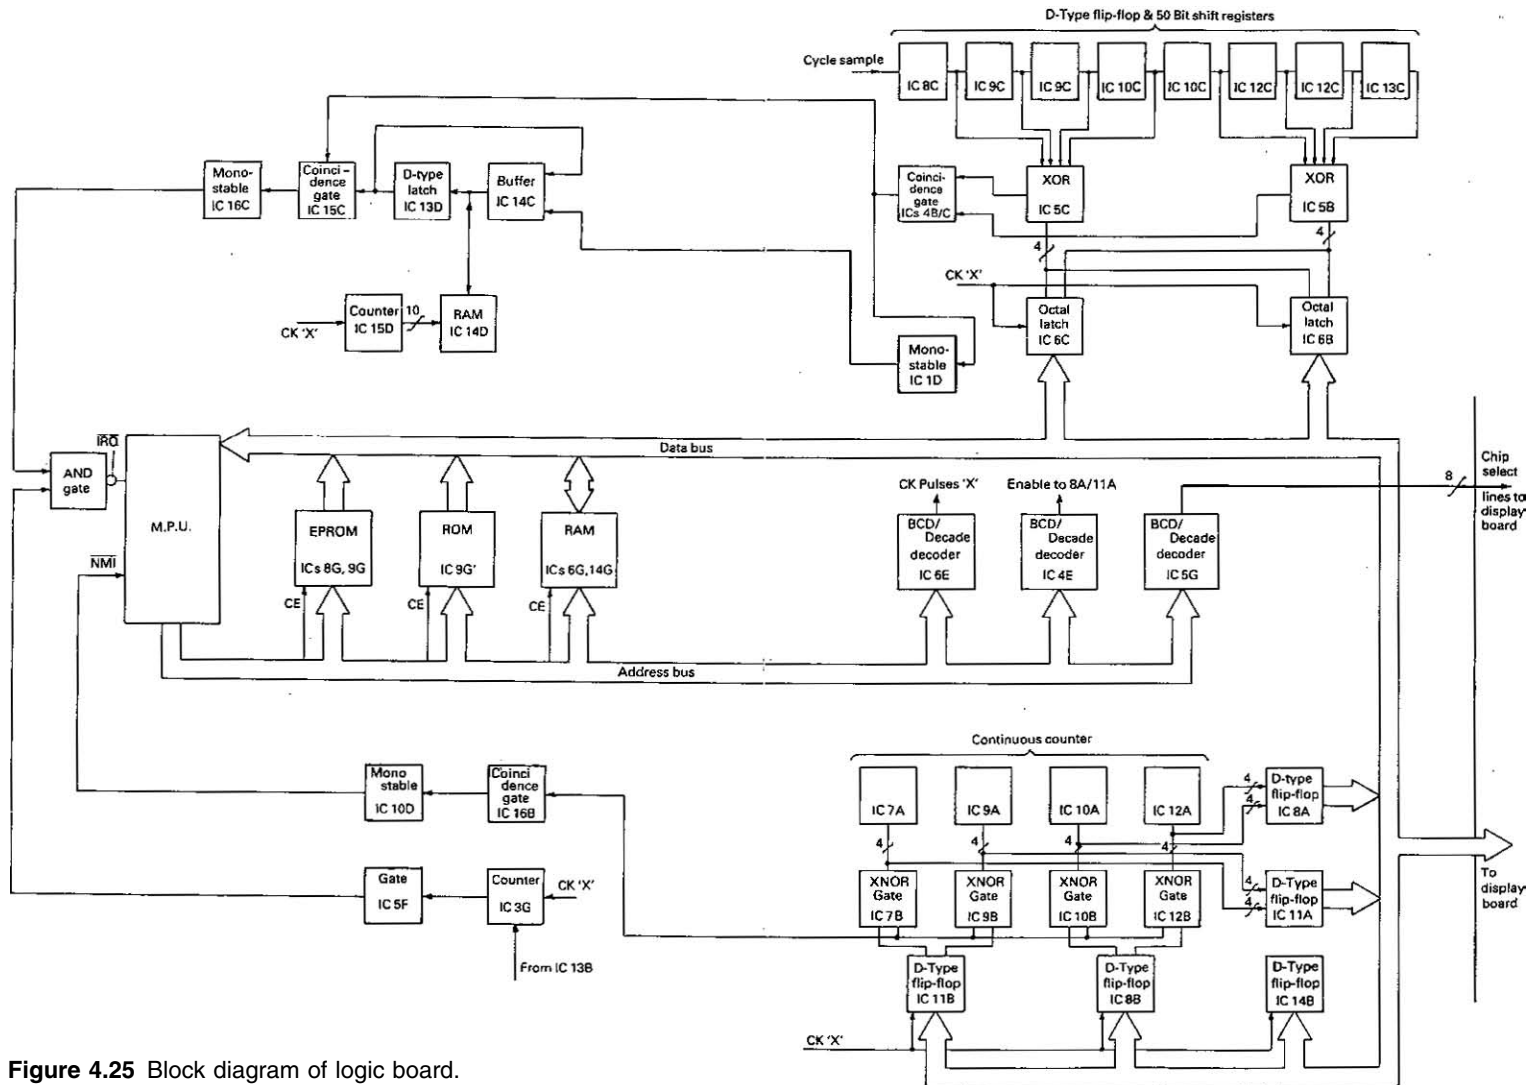 D-Type flip-flop & 50 Bit shift registers
Cycle sample
IC 8C
IC 9C
IC 9C
IC 10C
IC 10C
IC 12C
IC 12C
IC 13C
Mono-
stable
IC 16C
Coinci-
dence
gate
IC 15C
D-type
latch
IC 13D
Buffer
IC 14C
Coinci-
dence
gate
ICs 4B/C
XOR
IC 5C
XOR
IC 5B
4
4
CK 'X'
Counter
IC 15D
10
RAM
IC 14D
CK 'X'
Octal
latch
IC 6C
Octal
latch
IC 6B
Mono-
stable
IC 1D
IRQ
AND
gate
M.P.U.
NMI
Data bus
EPROM
ICs 8G, 9G
ROM
IC 9G'
RAM
ICs 6G, 14G
CE
CE
CE
CK Pulses 'X'
Enable to 8A/11A
BCD/
Decade
decoder
IC 6E
BCD/
Decade
decoder
IC 4E
BCD/
Decade
decoder
IC 5G
8
Chip
select
lines to
display
board
Address bus
Continuous counter
Mono
stable
IC 10D
Coinci
dence
gate
IC 16B
IC 7A
IC 9A
IC 10A
IC 12A
4
4
4
4
4
4
D-type
flip-flop
IC 8A
Gate
IC 5F
Counter
IC 3G
CK 'X'
From IC 13B
XNOR
Gate
IC 7B
XNOR
Gate
IC 9B
XNOR
Gate
IC 10B
XNOR
Gate
IC 12B
4
4
D-Type
flip-flop
IC 11A
To
display
board
D-Type
flip-flop
IC 11B
D-Type
flip-flop
IC 8B
D-Type
flip-flop
IC 14B
CK 'X'
Figure 4.25 Block diagram of logic board.